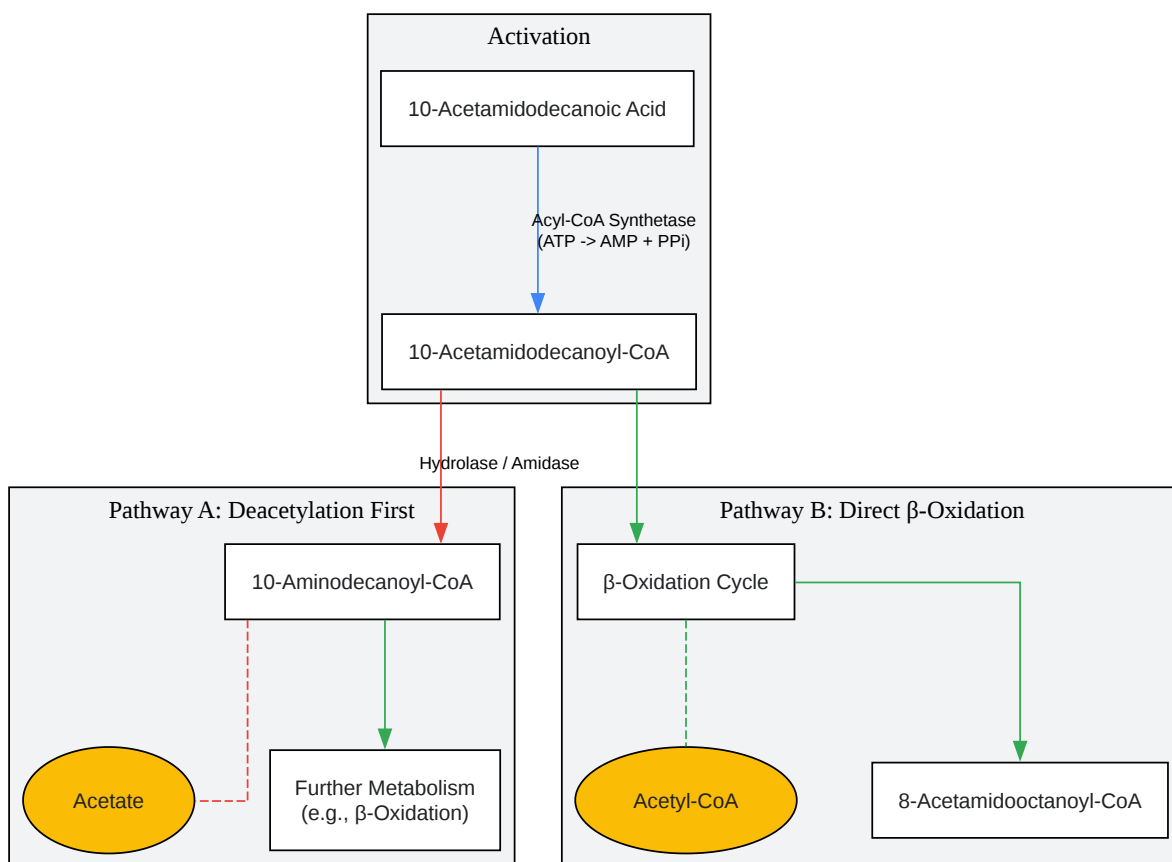 Activation
10-Acetamidodecanoic Acid
Acyl-CoA Synthetase
(ATP -> AMP + PPi)
10-Acetamidodecanoyl-CoA
Hydrolase / Amidase
Pathway A: Deacetylation First
10-Aminodecanoyl-CoA
Acetate
Further Metabolism
(e.g., β-Oxidation)
Pathway B: Direct β-Oxidation
β-Oxidation Cycle
Acetyl-CoA
8-Acetamidooctanoyl-CoA